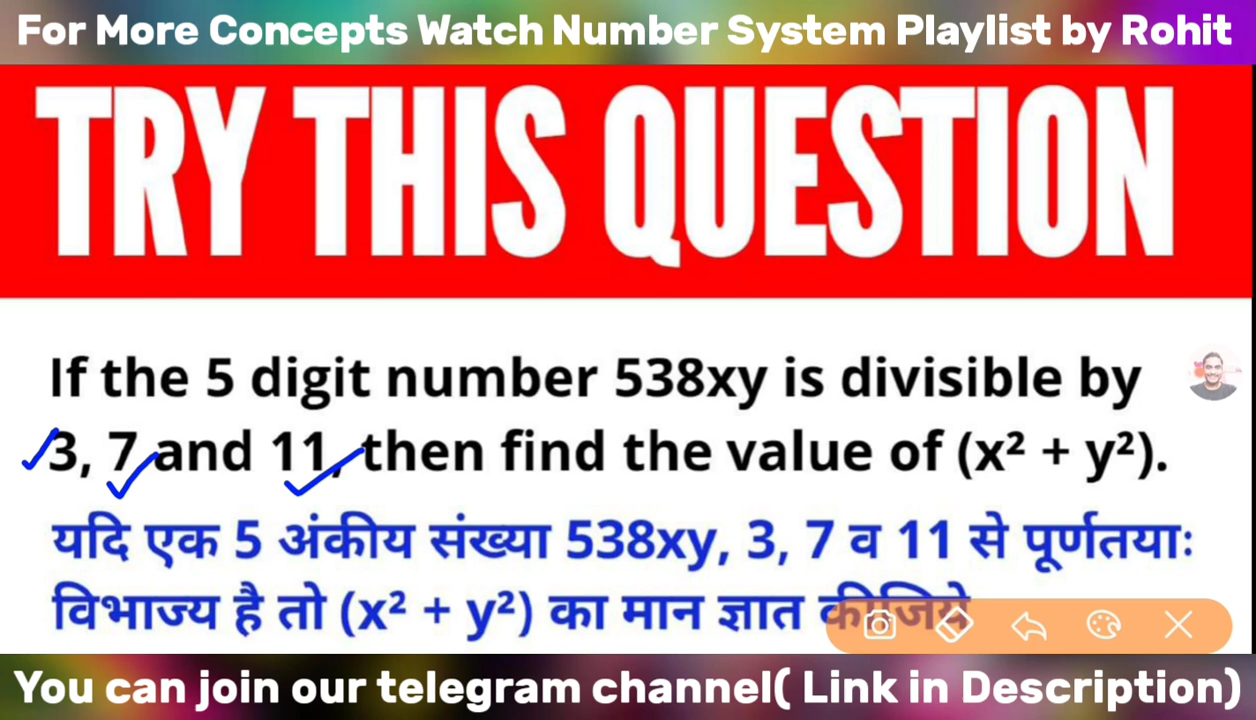 For More Concepts Watch Number System Playlist by Rohit
TRY THIS QUESTION
If the 5 digit number 538xy is divisible by
3, 7 and 11, then find the value of (x² + y²).
यदि एक 5 अंकीय संख्या 538xy, 3, 7 व 11 से पूर्णतयाः
विभाज्य है तो (x² + y²) का मान ज्ञात कीजिये
You can join our telegram channel( Link in Description)